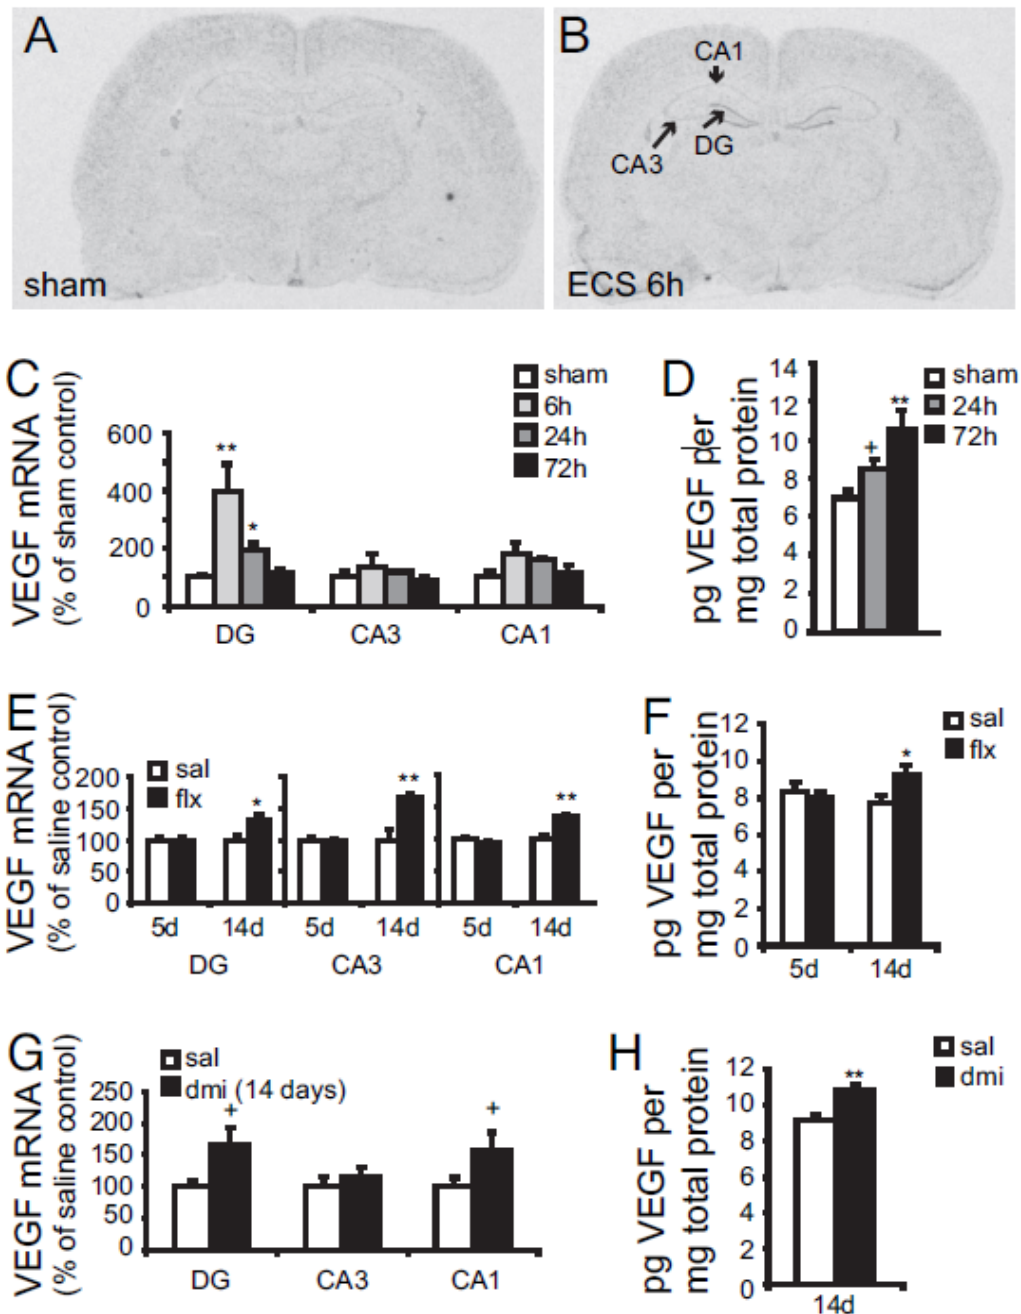 A
sham
B
CA1
CA3
DG
ECS 6h
C
VEGF mRNA
(% of sham control)
600
400
200
0
sham
6h
24h
72h
**
*
DG CA3 CA1
D
pg VEGF per
mg total protein
14
12
10
8
6
4
2
0
sham
24h
72h
+
**
E
VEGF mRNA
(% of saline control)
200
150
100
50
0
sal
flx
*
**
**
5d 14d 5d 14d 5d 14d
DG CA3 CA1
F
pg VEGF per
mg total protein
12
10
8
6
4
2
0
sal
flx
*
5d 14d
G
VEGF mRNA
(% of saline control)
250
200
150
100
50
0
sal
dmi (14 days)
+
+
DG CA3 CA1
H
pg VEGF per
mg total protein
12
10
8
6
4
2
0
sal
dmi
**
14d